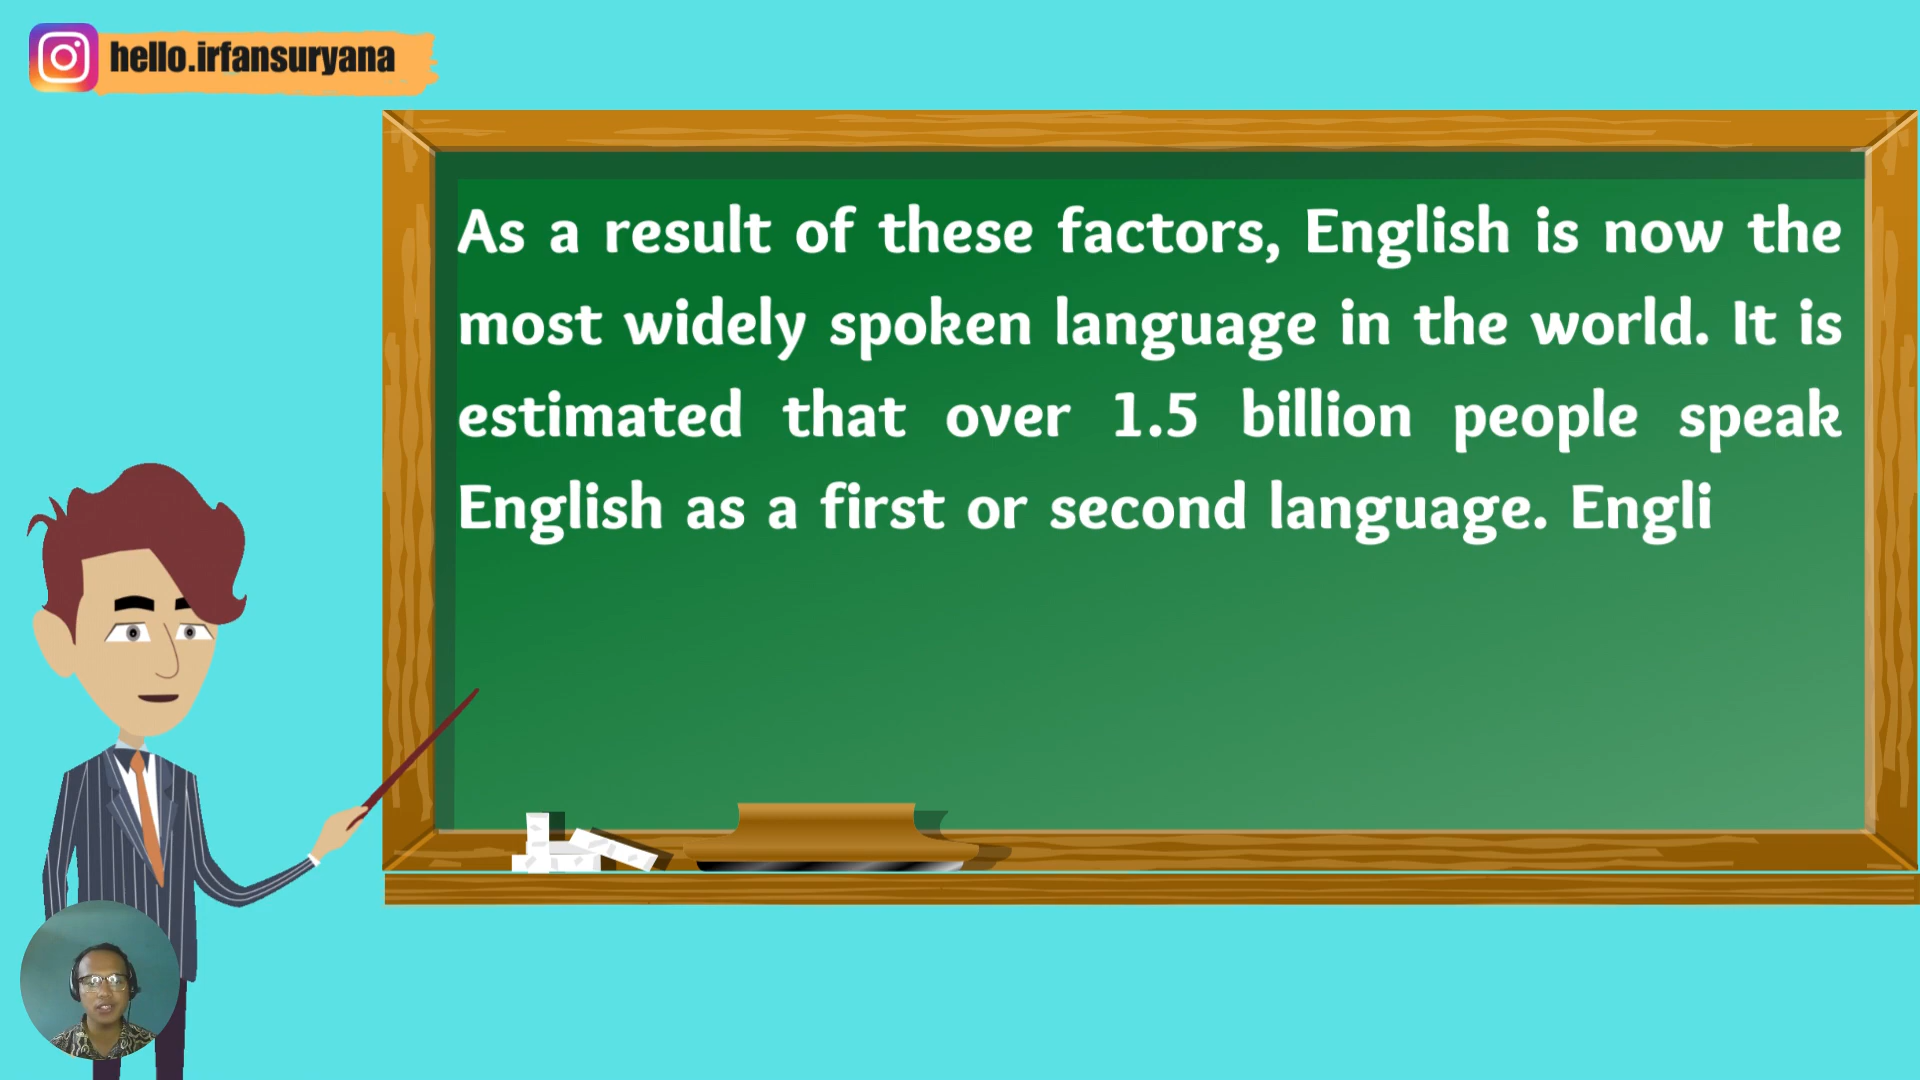 hello.irfansuryana
As a result of these factors, English is now the
most widely spoken language in the world. It is
estimated that over 1.5 billion people speak
English as a first or second language. Engli